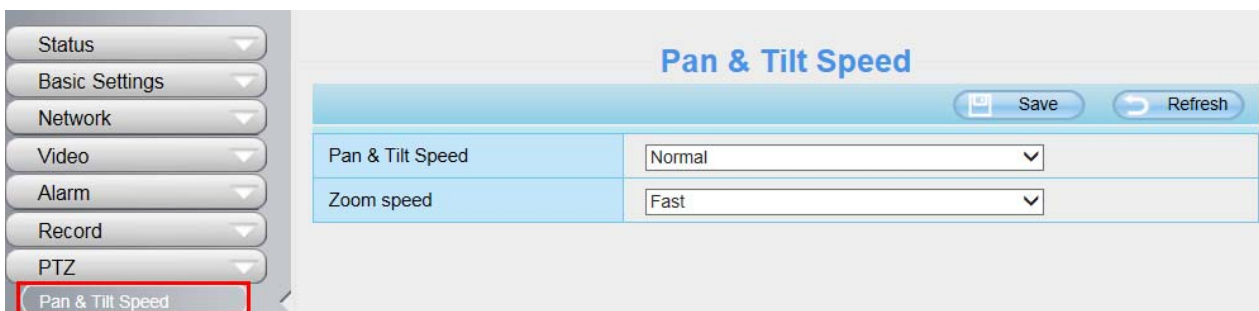 Status
Basic Settings
Network
Video
Alarm
Record
PTZ
Pan & Tilt Speed
Pan & Tilt Speed
Save Refresh
Pan & Tilt Speed Normal
Zoom speed Fast